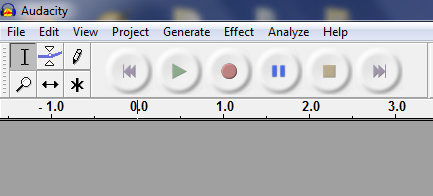 Audacity
File Edit View Project Generate Effect Analyze Help
- 1.0 0.0 1.0 2.0 3.0